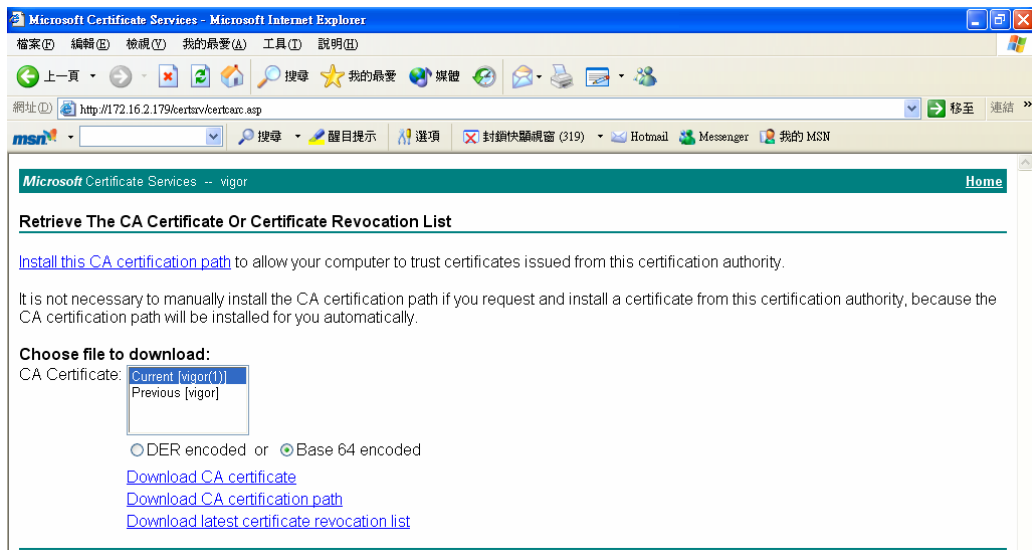 Microsoft Certificate Services - Microsoft Internet Explorer
檔案(F) 編輯(E) 檢視(V) 我的最愛(A) 工具(T) 說明(H)
上一頁 搜尋 我的最愛 媒體
網址(D) http://172.16.2.179/certsrv/certcarc.asp 移至 連結 »
msn 搜尋 醒目提示 選項 封鎖快顯視窗 (319) Hotmail Messenger 我的 MSN
Microsoft Certificate Services -- vigor Home
Retrieve The CA Certificate Or Certificate Revocation List
Install this CA certification path to allow your computer to trust certificates issued from this certification authority.
It is not necessary to manually install the CA certification path if you request and install a certificate from this certification authority, because the
CA certification path will be installed for you automatically.
Choose file to download:
CA Certificate: Current [vigor(1)]
Previous [vigor]
DER encoded or Base 64 encoded
Download CA certificate
Download CA certification path
Download latest certificate revocation list